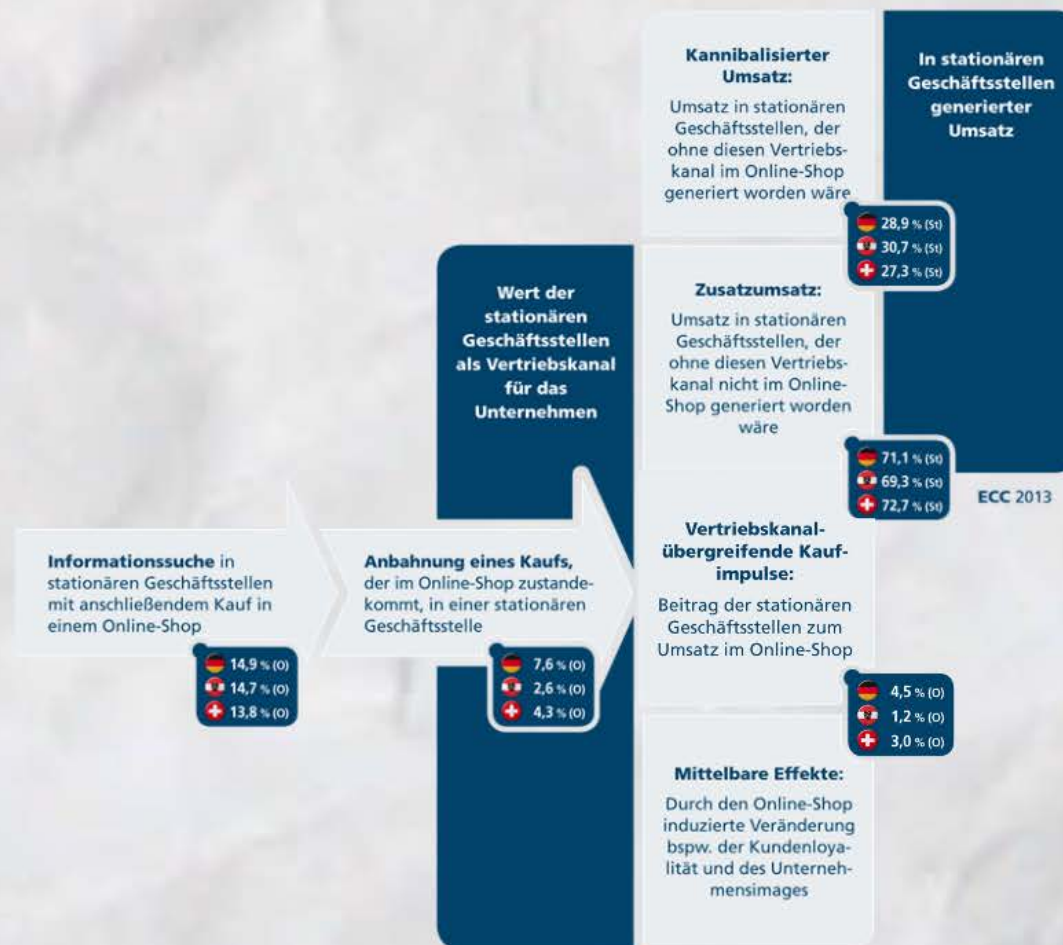 Kannibalisierter
Umsatz:
Umsatz in stationären
Geschäftsstellen, der
ohne diesen Vertriebs-
kanal im Online-Shop
generiert worden wäre
In stationären
Geschäftsstellen
generierter
Umsatz
28,9 % (St)
30,7 % (St)
27,3 % (St)
Wert der
stationären
Geschäftsstellen
als Vertriebskanal
für das
Unternehmen
Zusatzumsatz:
Umsatz in stationären
Geschäftsstellen, der
ohne diesen Vertriebs-
kanal nicht im Online-
Shop generiert worden
wäre
71,1 % (St)
69,3 % (St)
72,7 % (St)
ECC 2013
Informationssuche in
stationären Geschäftsstellen
mit anschließendem Kauf in
einem Online-Shop
14,9 % (O)
14,7 % (O)
13,8 % (O)
Anbahnung eines Kaufs,
der im Online-Shop zustande-
kommt, in einer stationären
Geschäftsstelle
7,6 % (O)
2,6 % (O)
4,3 % (O)
Vertriebskanal-
übergreifende Kauf-
impulse:
Beitrag der stationären
Geschäftsstellen zum
Umsatz im Online-Shop
4,5 % (O)
1,2 % (O)
3,0 % (O)
Mittelbare Effekte:
Durch den Online-Shop
induzierte Veränderung
bspw. der Kundenloya-
lität und des Unterneh-
mensimages